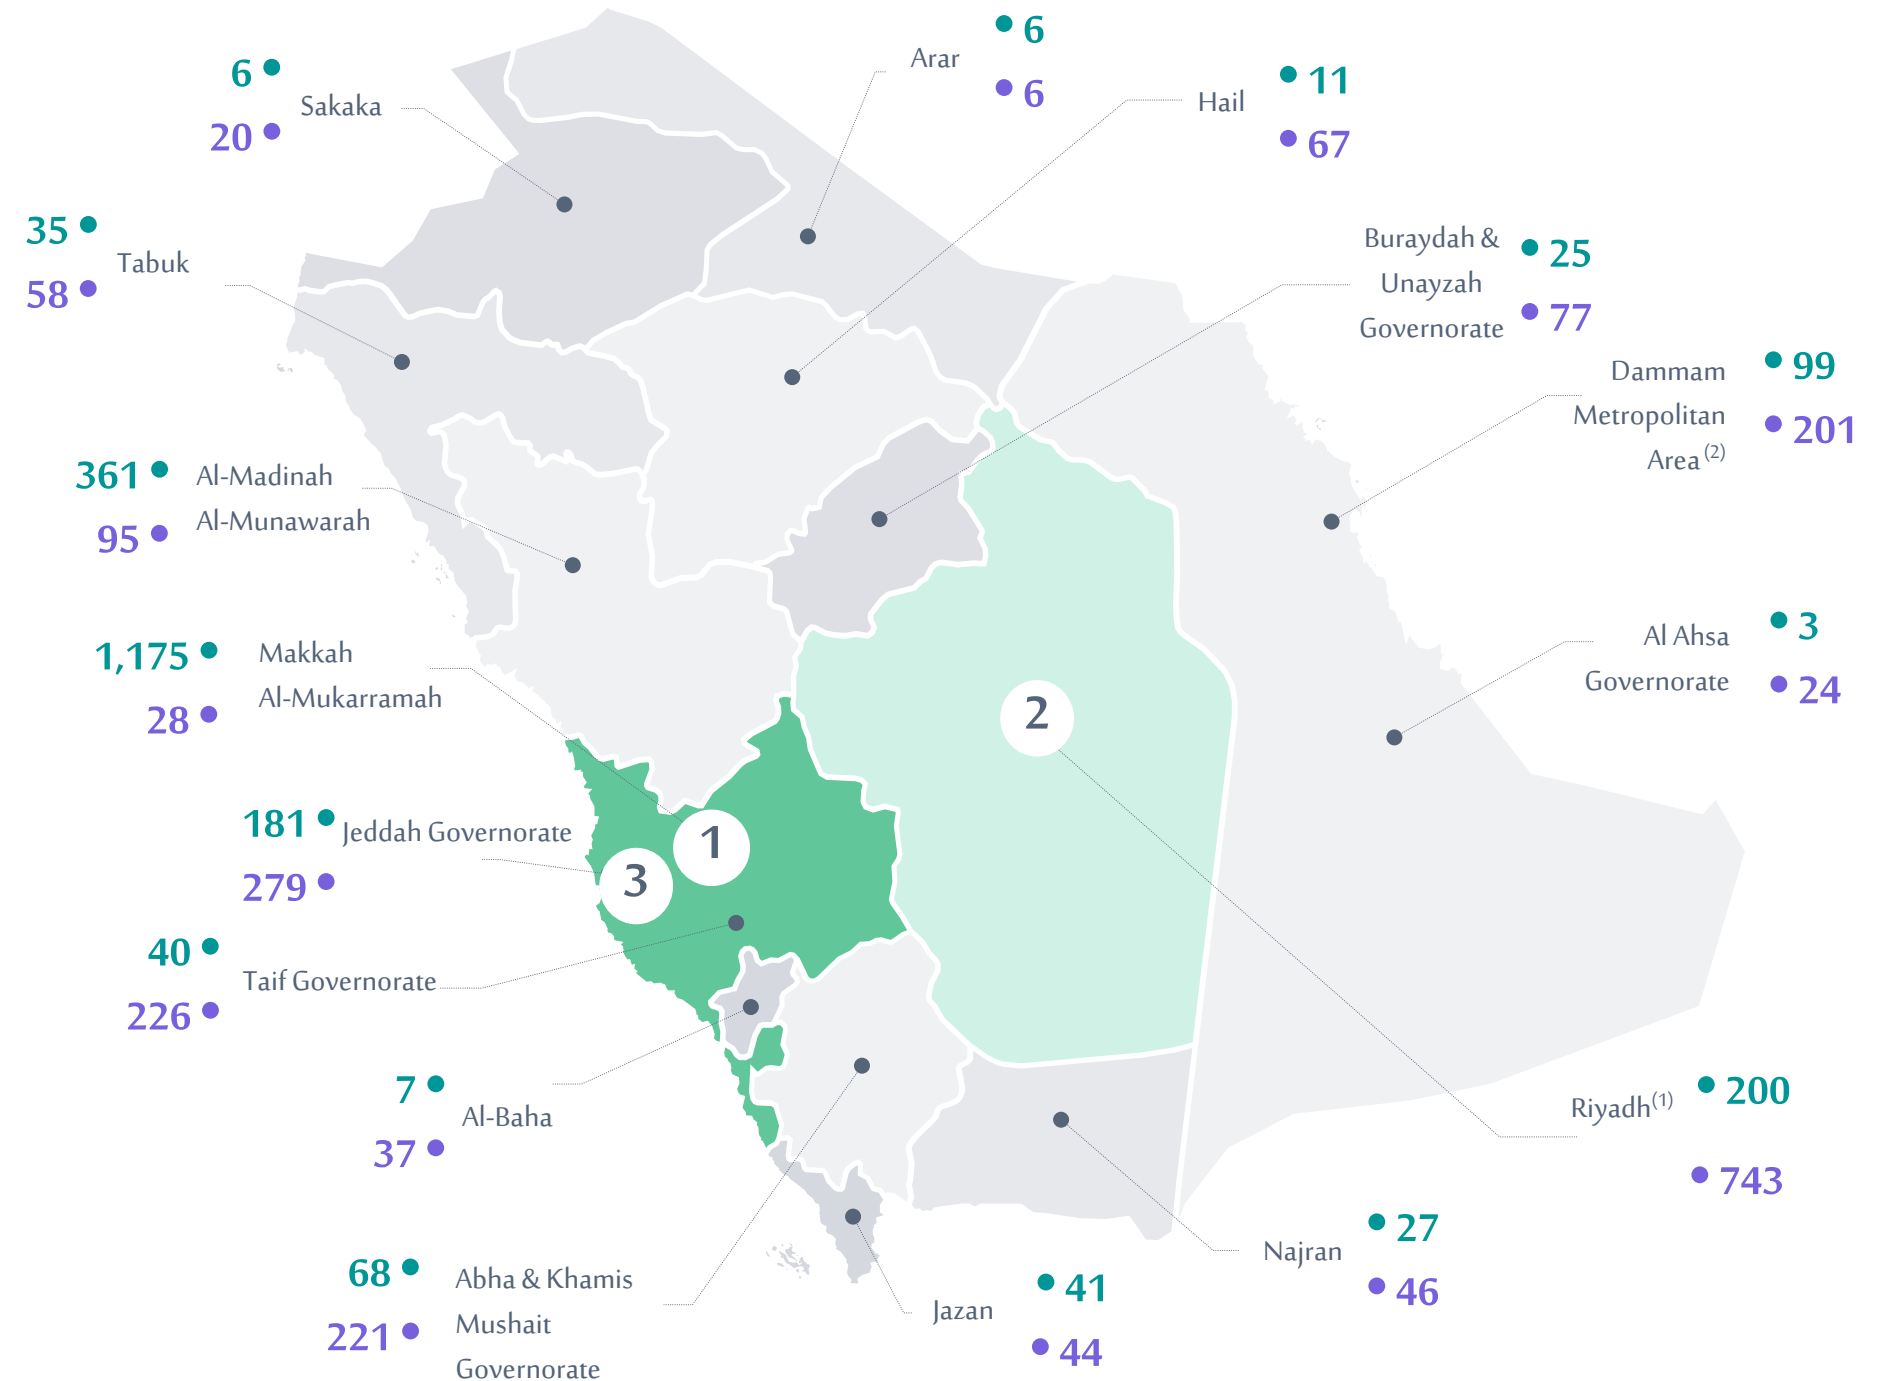 6
Arar
6
6
Sakaka
20
11
Hail
67
35
Tabuk
58
Buraydah &
Unayzah
Governorate
25
77
99
Dammam
Metropolitan
Area (2)
201
361
Al-Madinah
Al-Munawarah
95
1,175
Makkah
Al-Mukarramah
28
3
Al Ahsa
Governorate
24
2
1
3
181
Jeddah Governorate
279
40
Taif Governorate
226
7
Al-Baha
37
Riyadh(1)
200
743
68
Abha & Khamis
Mushait
Governorate
221
Jazan
41
44
Najran
27
46